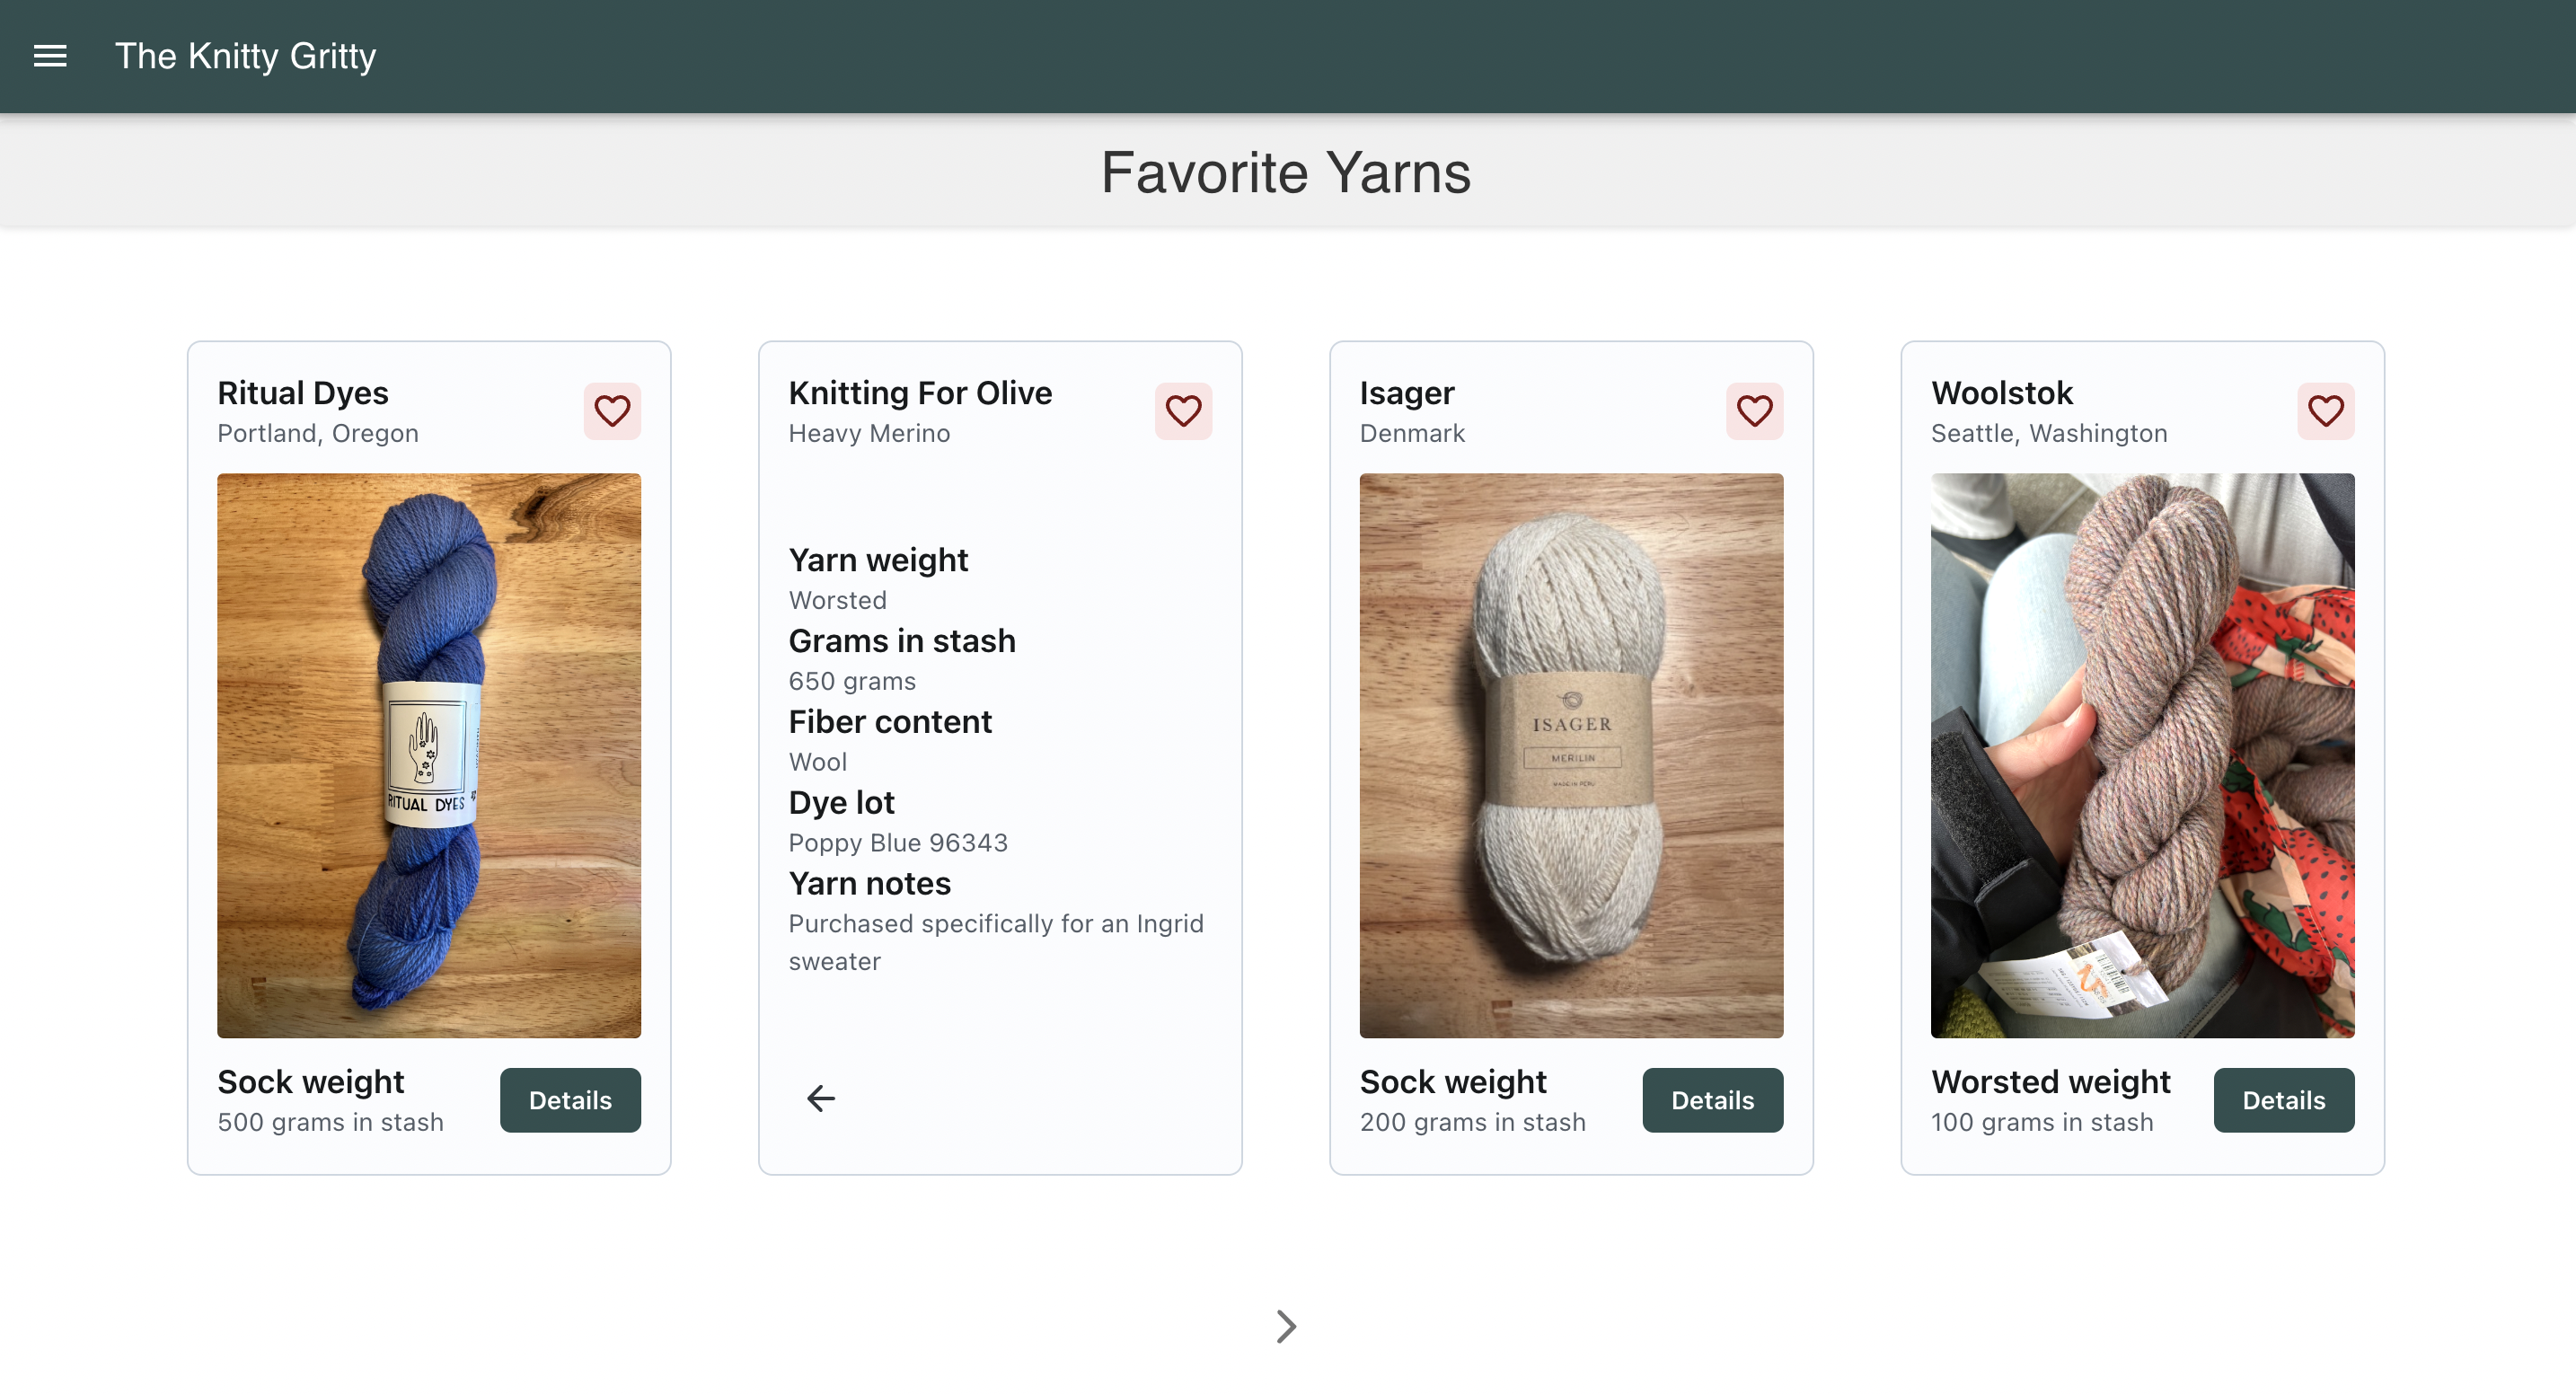 The Knitty Gritty
Favorite Yarns
Ritual Dyes
Portland, Oregon
RITUAL DYES
Sock weight
500 grams in stash
Details
Knitting For Olive
Heavy Merino
Yarn weight
Worsted
Grams in stash
650 grams
Fiber content
Wool
Dye lot
Poppy Blue 96343
Yarn notes
Purchased specifically for an Ingrid
sweater
Isager
Denmark
ISAGER
MERILIN
MADE IN PERU
Sock weight
200 grams in stash
Details
Woolstok
Seattle, Washington
Worsted weight
100 grams in stash
Details